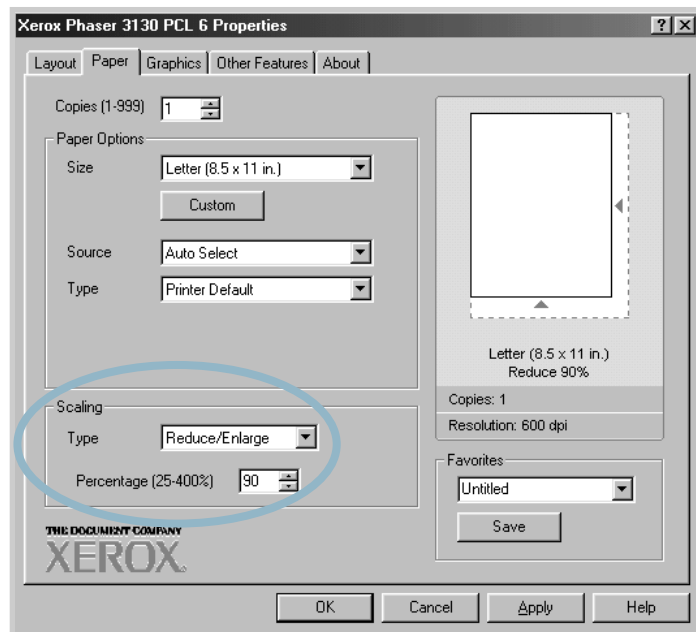 Xerox Phaser 3130 PCL 6 Properties
Layout Paper Graphics Other Features About
Copies (1-999) 1
Paper Options
Size Letter (8.5 x 11 in.)
Custom
Source Auto Select
Type Printer Default
Scaling
Type Reduce/Enlarge
Percentage (25-400%) 90
THE DOCUMENT COMPANY
XEROX.
Letter (8.5 x 11 in.)
Reduce 90%
Copies: 1
Resolution: 600 dpi
Favorites
Untitled
Save
OK Cancel Apply Help